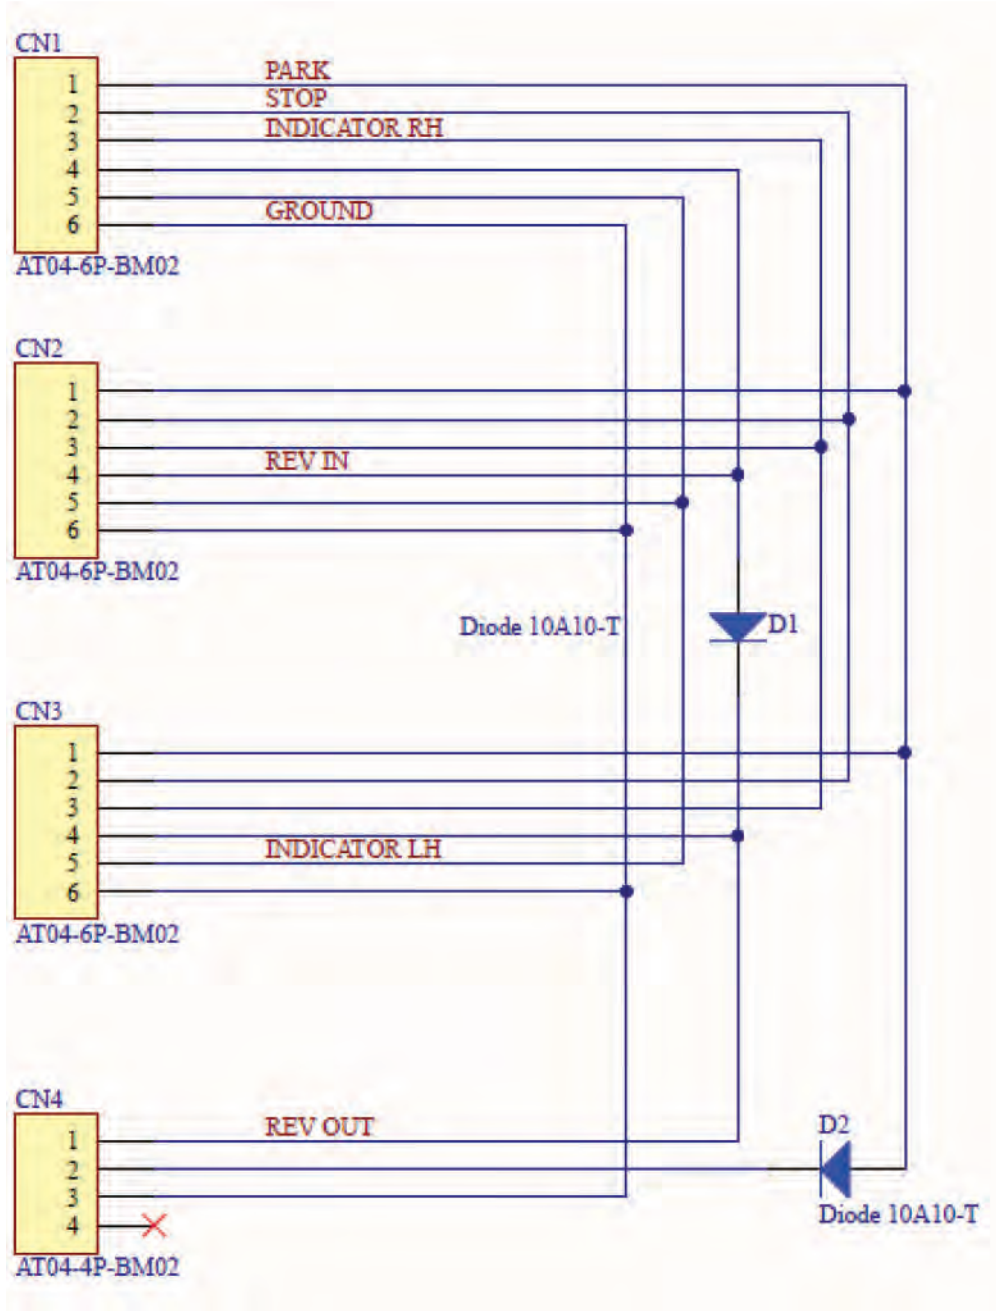 CN1
1 PARK
2 STOP
3 INDICATOR RH
4
5
6 GROUND
AT04-6P-BM02
CN2
1
2
3
4 REV IN
5
6
AT04-6P-BM02
Diode 10A10-T D1
CN3
1
2
3
4
5 INDICATOR LH
6
AT04-6P-BM02
CN4
1 REV OUT
2
3
4
AT04-4P-BM02
D2
Diode 10A10-T